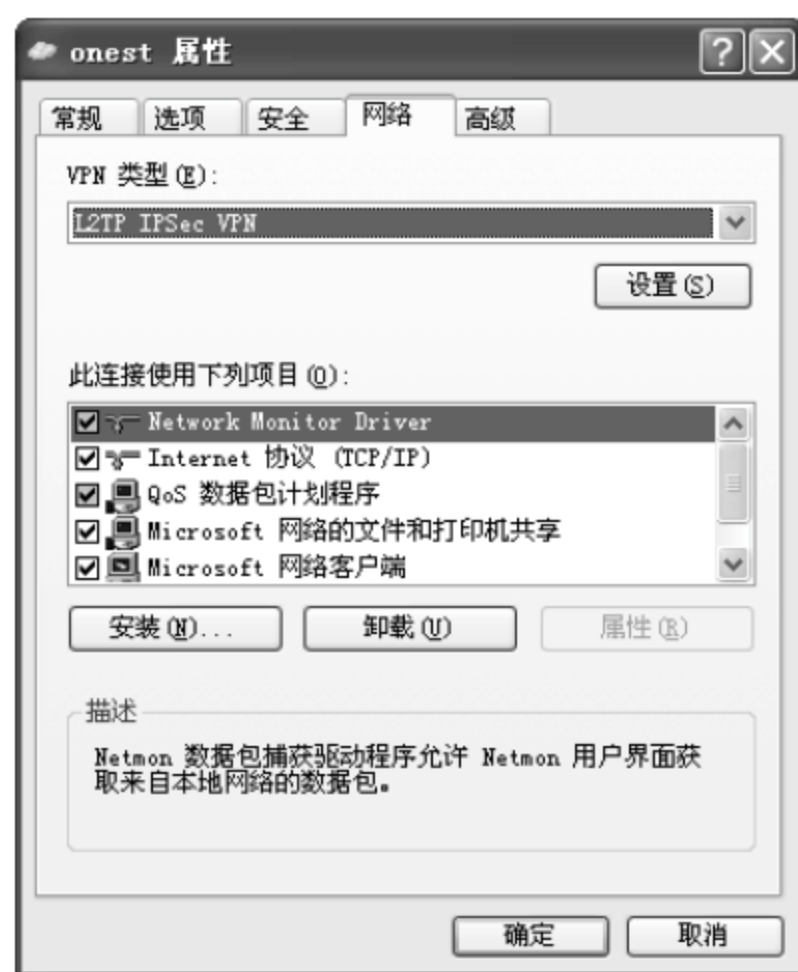 onest 属性
常规 选项 安全 网络 高级
VPN 类型(E):
L2TP IPSec VPN
设置(S)
此连接使用下列项目(O):
Network Monitor Driver
Internet 协议 (TCP/IP)
QoS 数据包计划程序
Microsoft 网络的文件和打印机共享
Microsoft 网络客户端
安装(N)... 卸载(U) 属性(R)
描述
Netmon 数据包捕获驱动程序允许 Netmon 用户界面获
取来自本地网络的数据包。
确定 取消